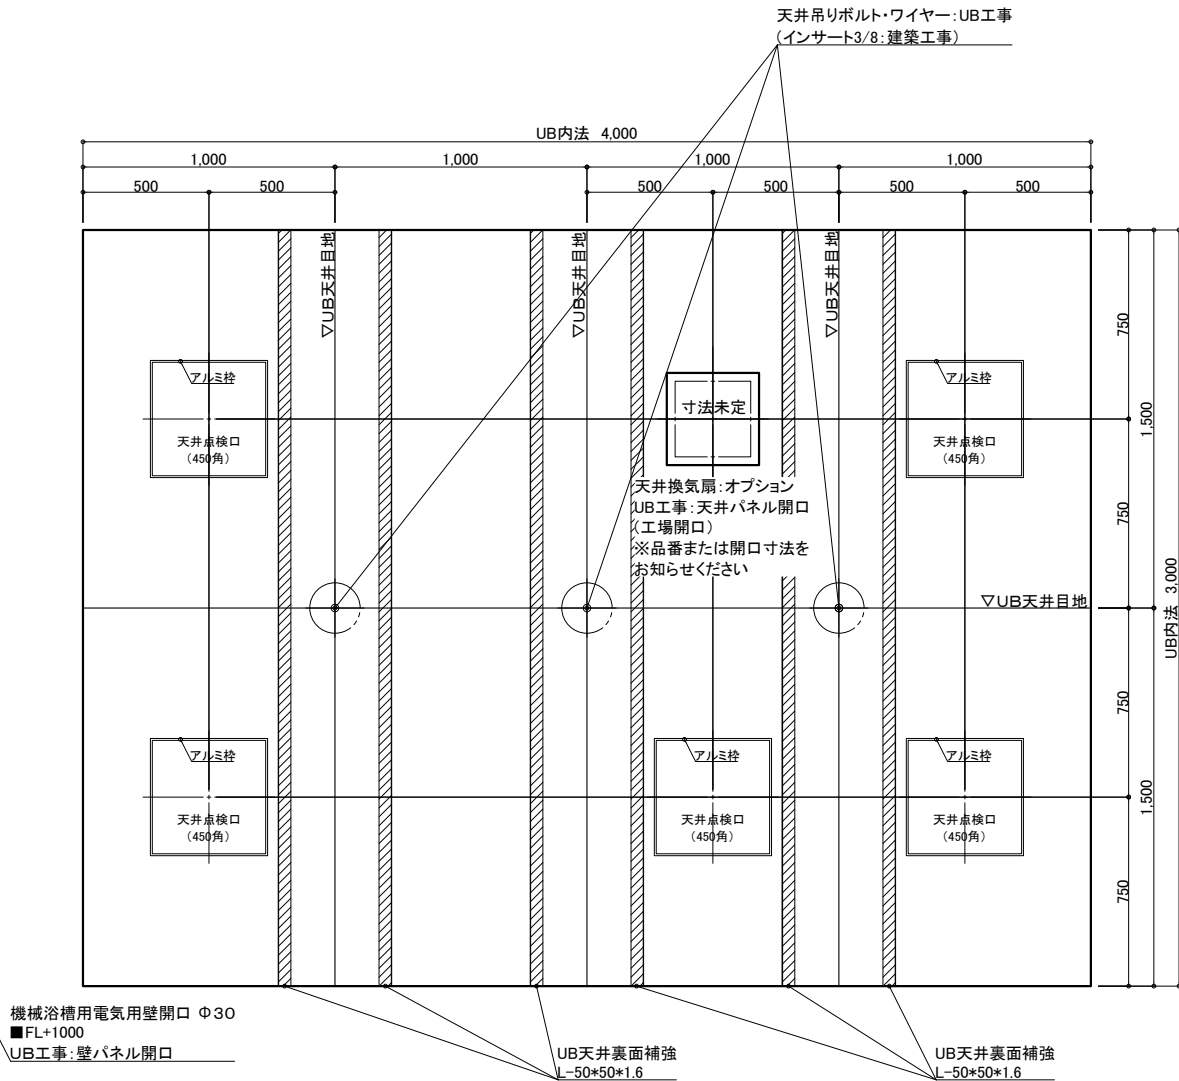 天井吊りボルト・ワイヤー:UB工事
(インサート3/8:建築工事)
UB内法 4,000
1,000
1,000
1,000
1,000
500
500
500
500
500
500
▽UB天井目地
▽UB天井目地
▽UB天井目地
750
1,500
アルミ枠
天井点検口
(450角)
寸法未定
アルミ枠
天井点検口
(450角)
天井換気扇:オプション
UB工事:天井パネル開口
(工場開口)
※品番または開口寸法を
お知らせください
750
UB内法 3,000
▽UB天井目地
750
アルミ枠
天井点検口
(450角)
アルミ枠
天井点検口
(450角)
アルミ枠
天井点検口
(450角)
1,500
750
機械浴槽用電気用壁開口 Φ30
■FL+1000
UB工事:壁パネル開口
UB天井裏面補強
L-50*50*1.6
UB天井裏面補強
L-50*50*1.6